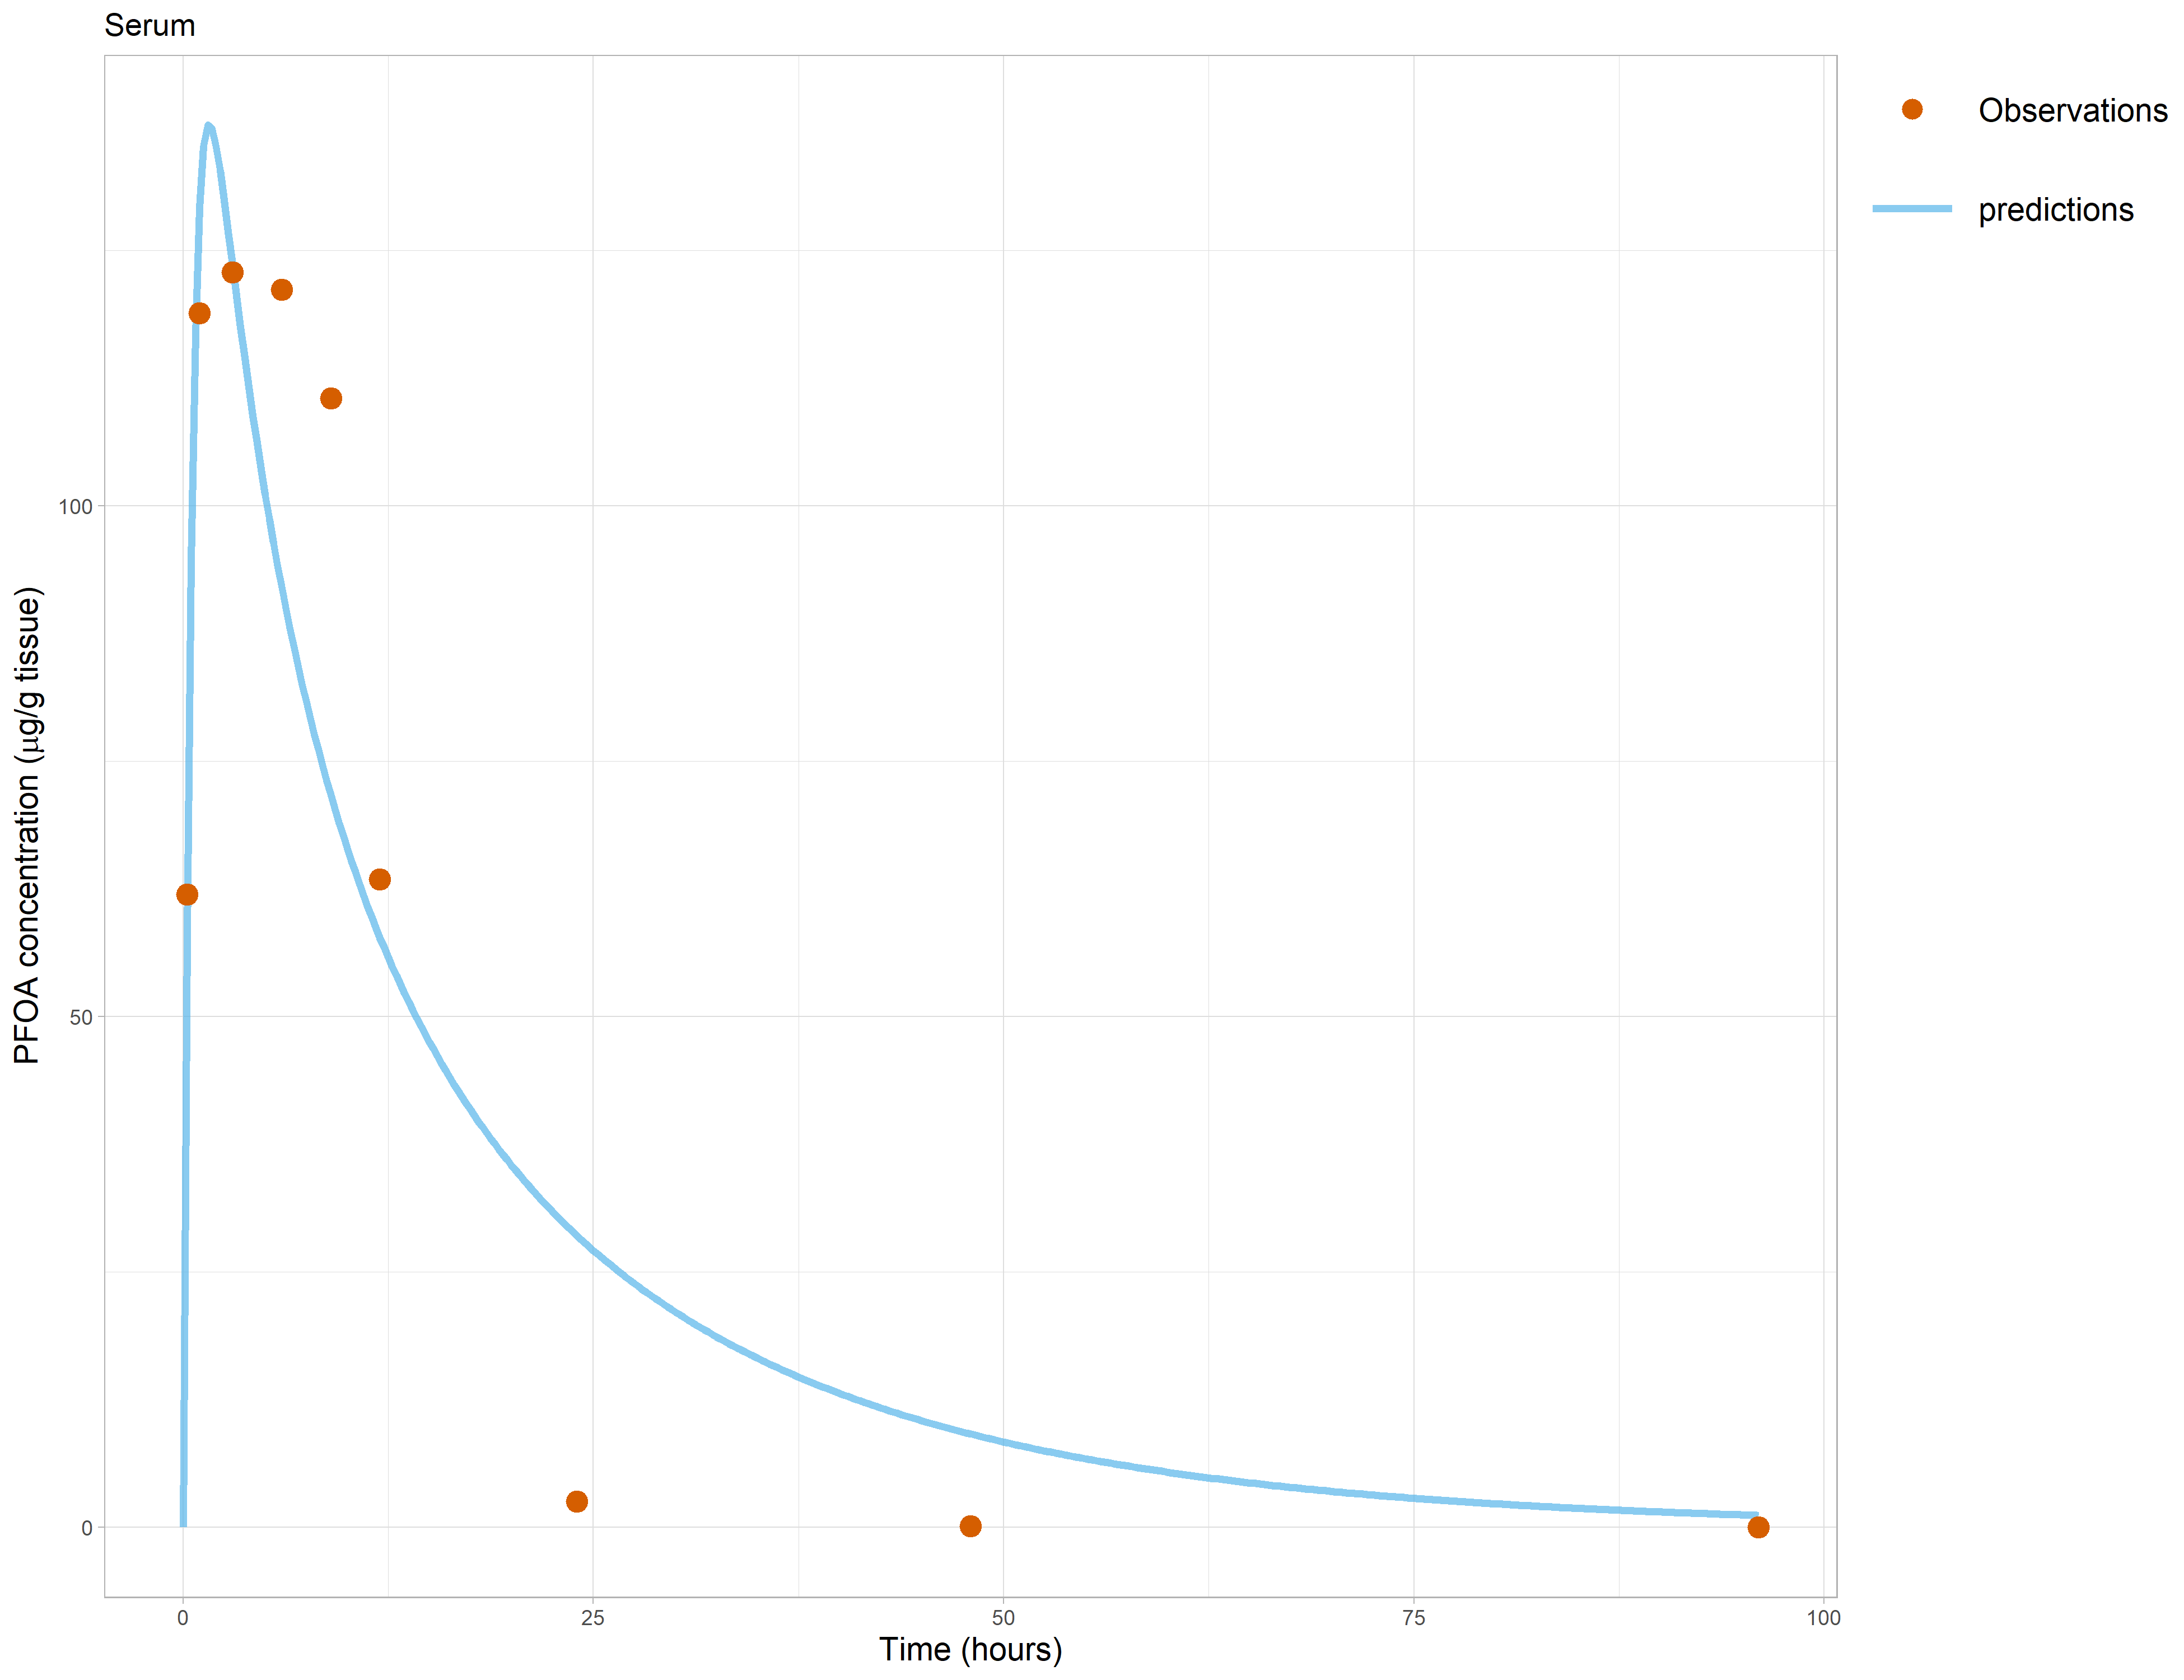 Serum
Observations
predictions
PFOA concentration (μg/g tissue)
100
50
0
0 25 50 75 100
Time (hours)